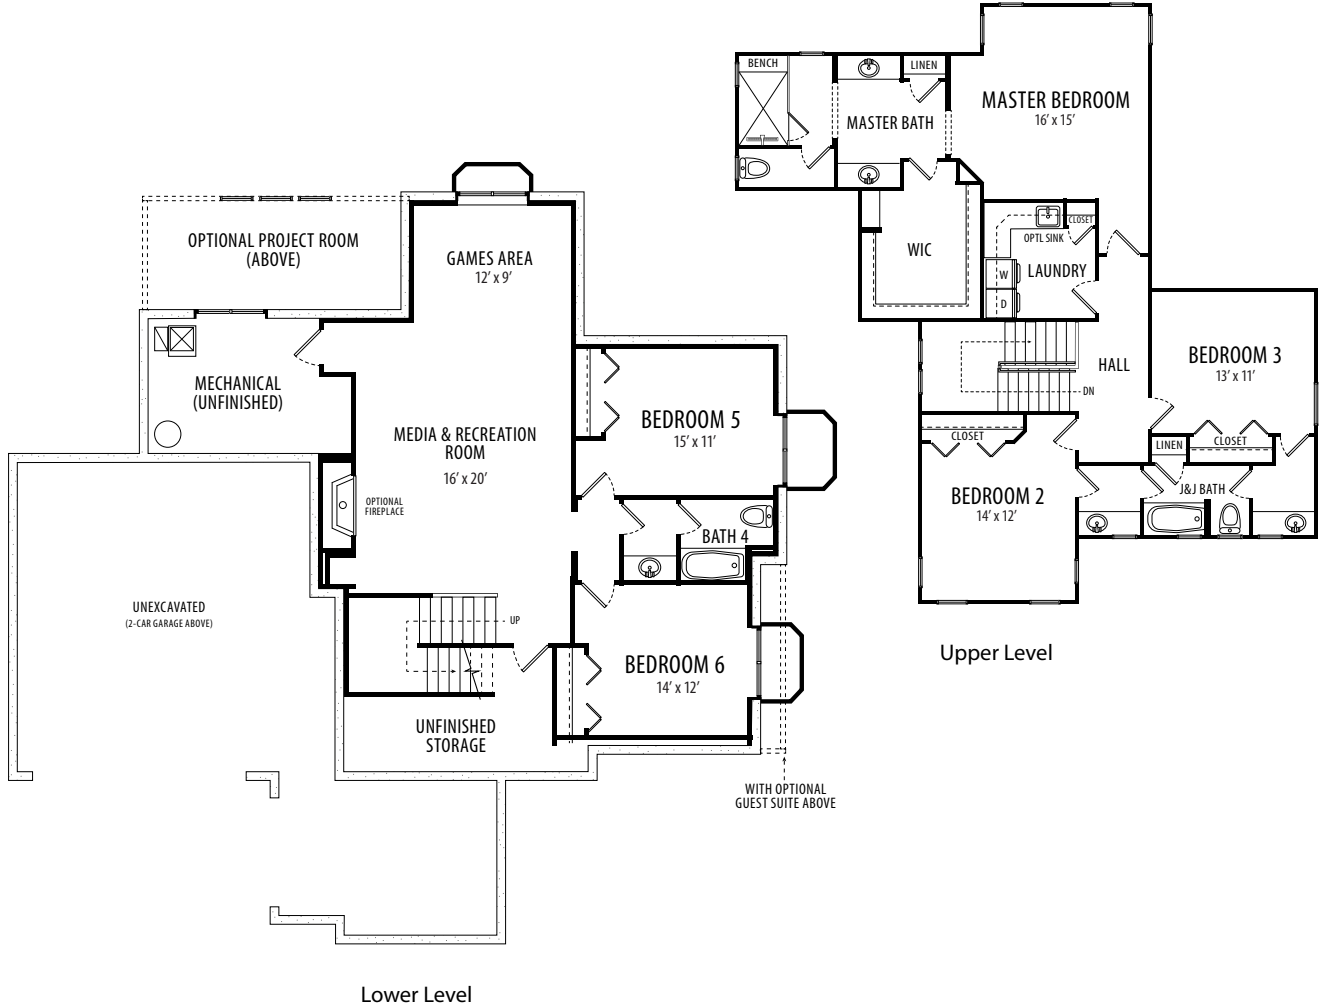 BENCH
LINEN
MASTER BATH
MASTER BEDROOM
16' x 15'
WIC
OPTL SINK
CLOSET
LAUNDRY
W
D
HALL
DN
BEDROOM 3
13' x 11'
CLOSET
LINEN
CLOSET
J&J BATH
BEDROOM 2
14' x 12'
Upper Level
OPTIONAL PROJECT ROOM
(ABOVE)
GAMES AREA
12' x 9'
MECHANICAL
(UNFINISHED)
MEDIA & RECREATION
ROOM
16' x 20'
BEDROOM 5
15' x 11'
OPTIONAL
FIREPLACE
BATH 4
UNEXCAVATED
(2-CAR GARAGE ABOVE)
UP
BEDROOM 6
14' x 12'
UNFINISHED
STORAGE
WITH OPTIONAL
GUEST SUITE ABOVE
Lower Level